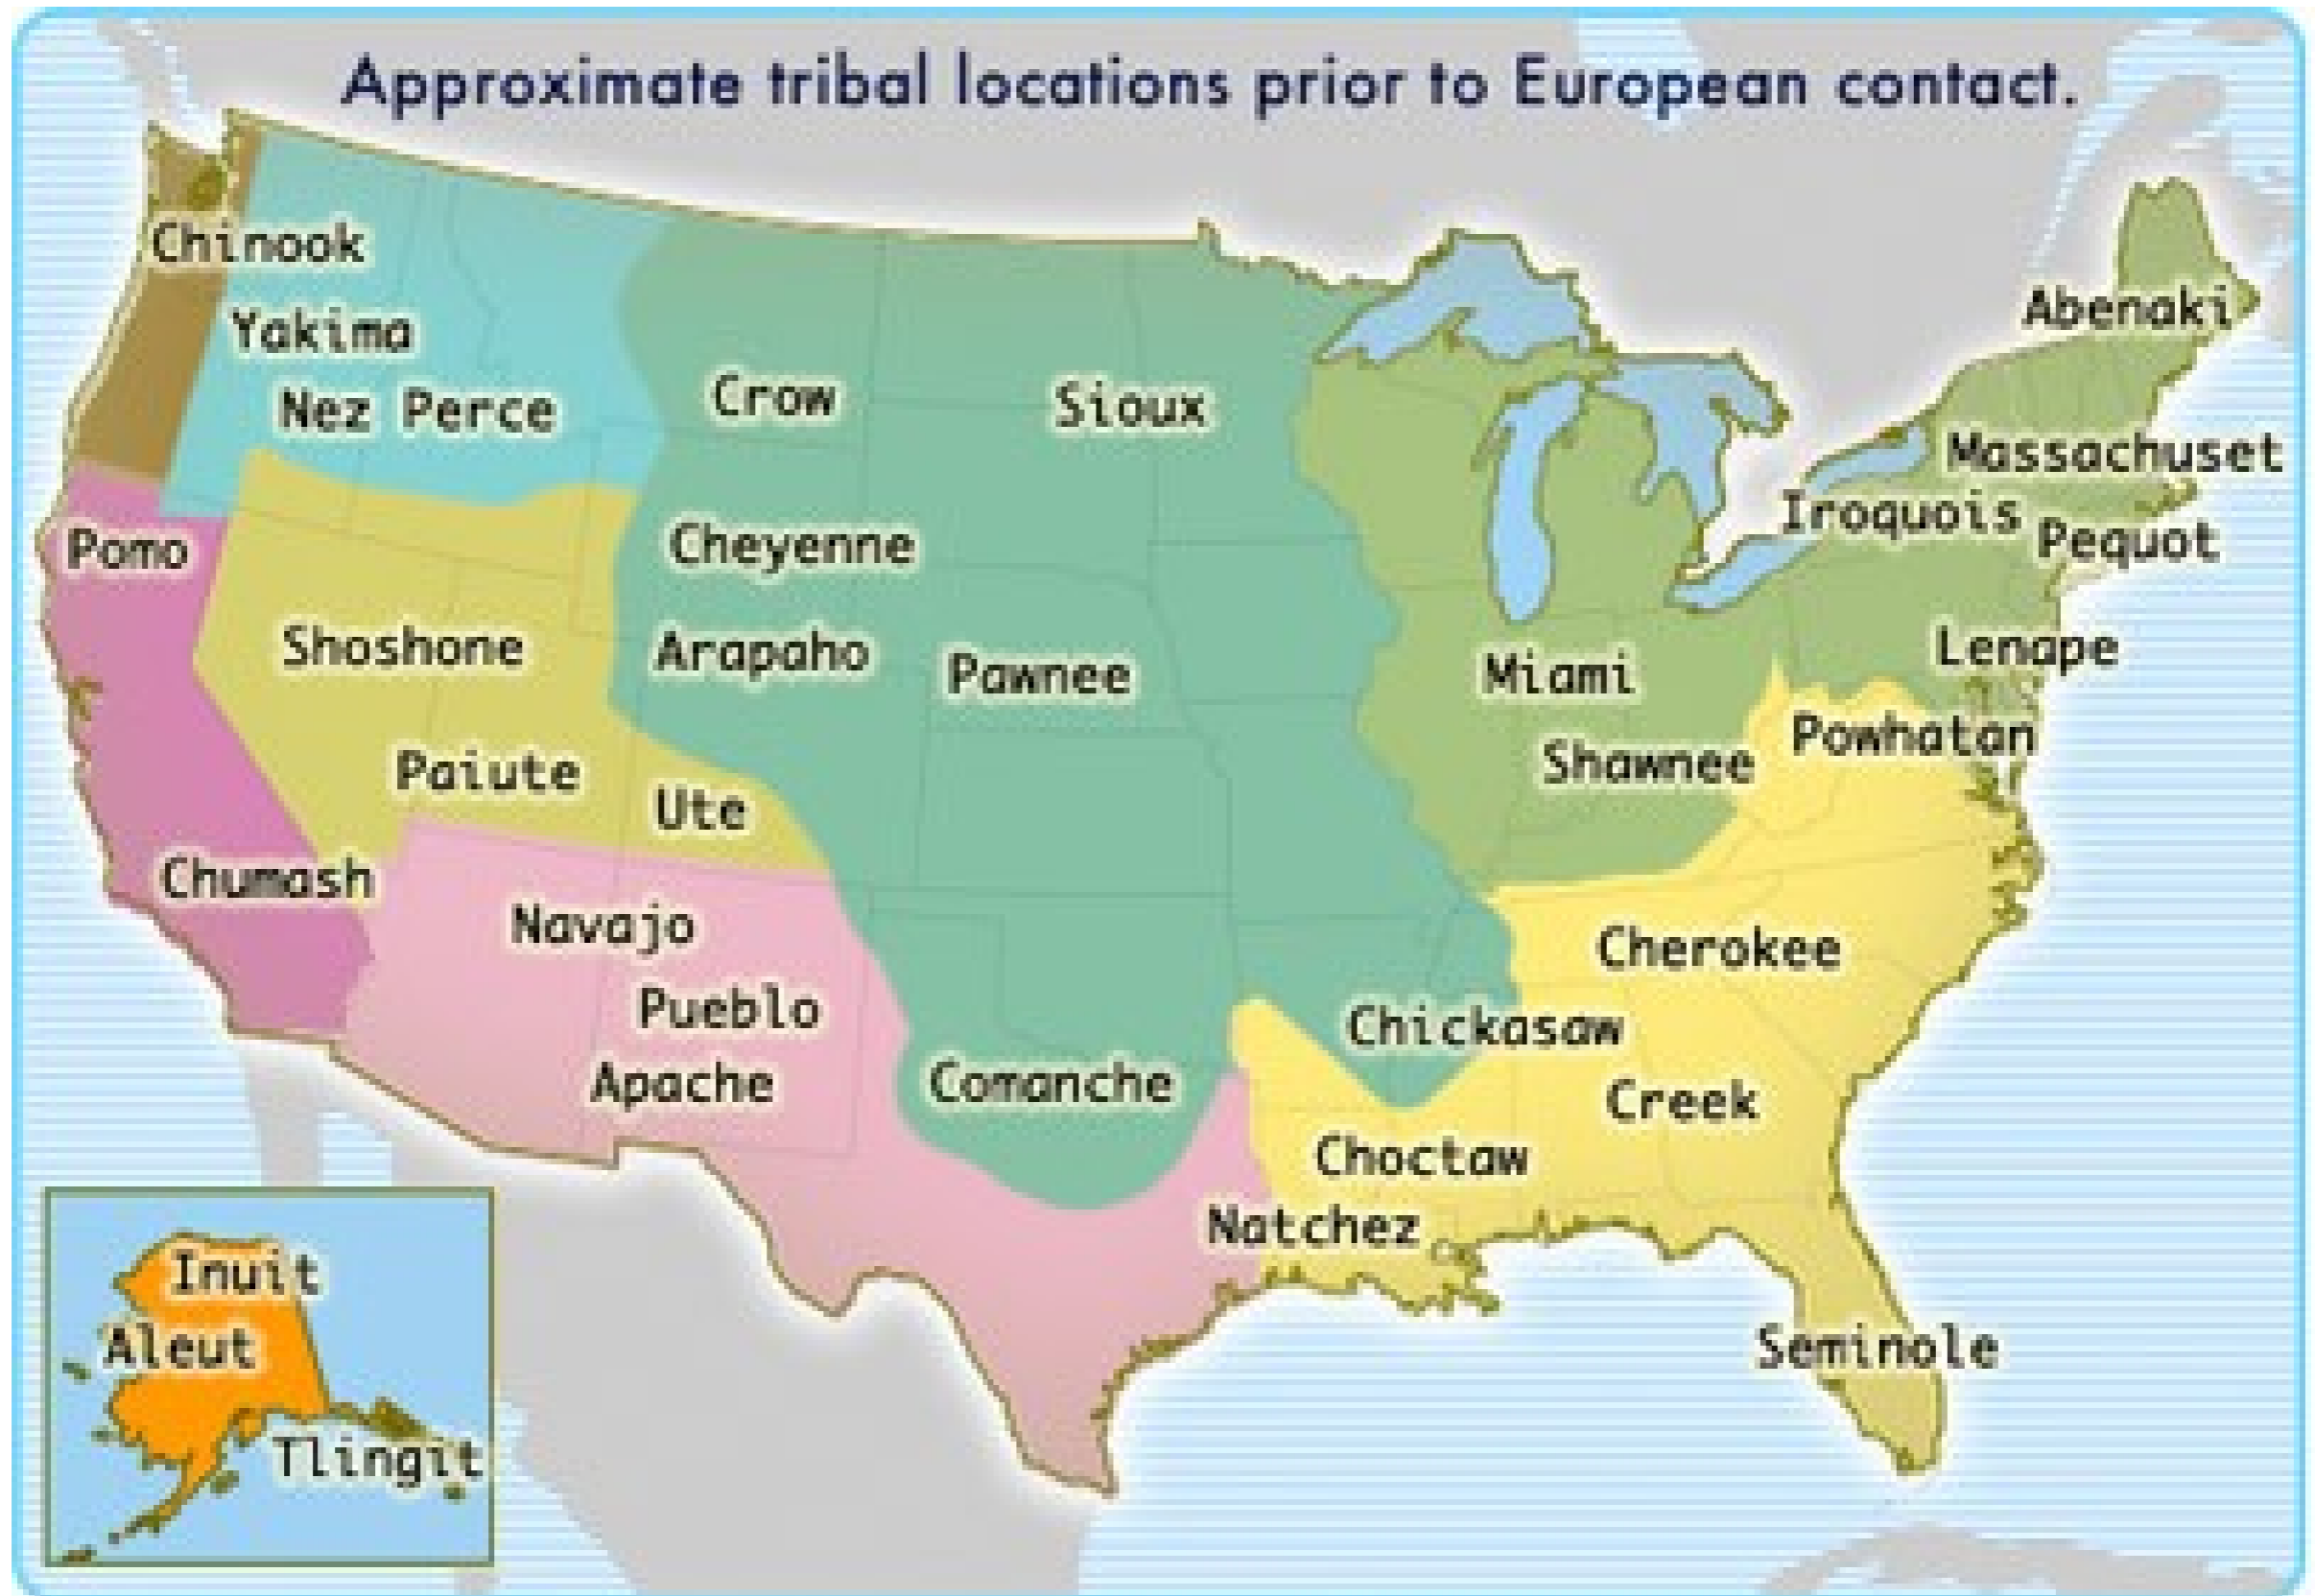 Approximate tribal locations prior to European contact.
Chinook
Yakima
Nez Perce
Crow
Sioux
Abenaki
Massachuset
Iroquois
Pequot
Pomo
Cheyenne
Shoshone
Arapaho
Pawnee
Miami
Lenape
Powhatan
Shawnee
Paiute
Ute
Chumash
Navajo
Cherokee
Pueblo
Chickasaw
Apache
Comanche
Creek
Choctaw
Natchez
Seminole
Inuit
Aleut
Tlingit